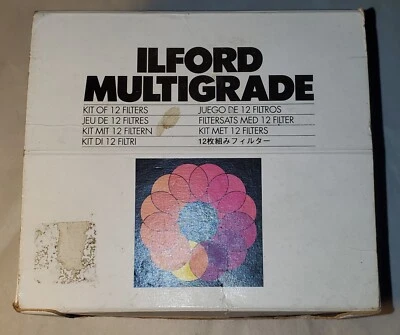 ILFORD
MULTIGRADE
KIT OF 12 FILTERS
JEU DE 12 FILTRES
KIT MIT 12 FILTERN
KIT DI 12 FILTRI
JUEGO DE 12 FILTROS
FILTERSATS MED 12 FILTER
KIT MET 12 FILTERS
12枚組みフィルター